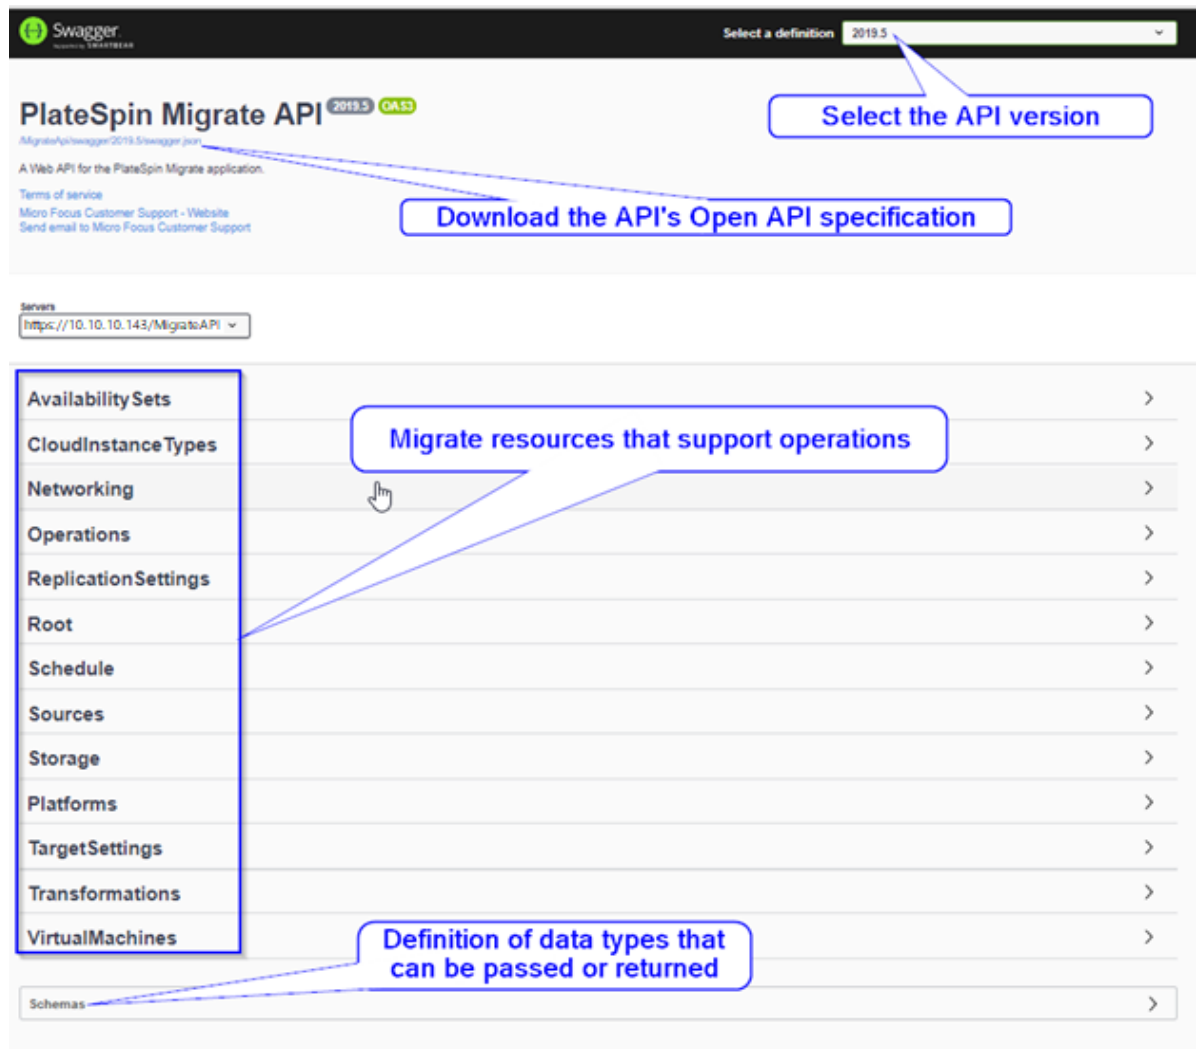 Swagger
Supported by SMARTBEAR
Select a definition
2019.5
Select the API version
PlateSpin Migrate API 2019.5 OAS3
/MigrateApi/swagger/2019.5/swagger.json
A Web API for the PlateSpin Migrate application.
Download the API's Open API specification
Terms of service
Micro Focus Customer Support - Website
Send email to Micro Focus Customer Support
Servers
https://10.10.10.143/MigrateAPI
AvailabilitySets
CloudInstanceTypes
Migrate resources that support operations
Networking
Operations
ReplicationSettings
Root
Schedule
Sources
Storage
Platforms
TargetSettings
Transformations
VirtualMachines
Definition of data types that
can be passed or returned
Schemas